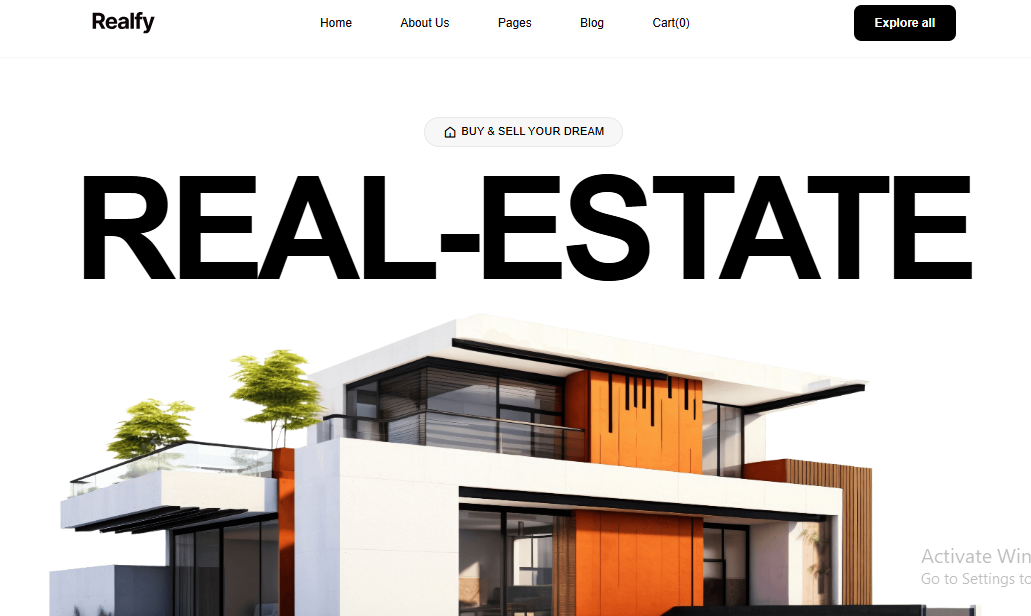 Realfy
Home
About Us
Pages
Blog
Cart(0)
Explore all
BUY & SELL YOUR DREAM
REAL-ESTATE
Activate Win
Go to Settings to